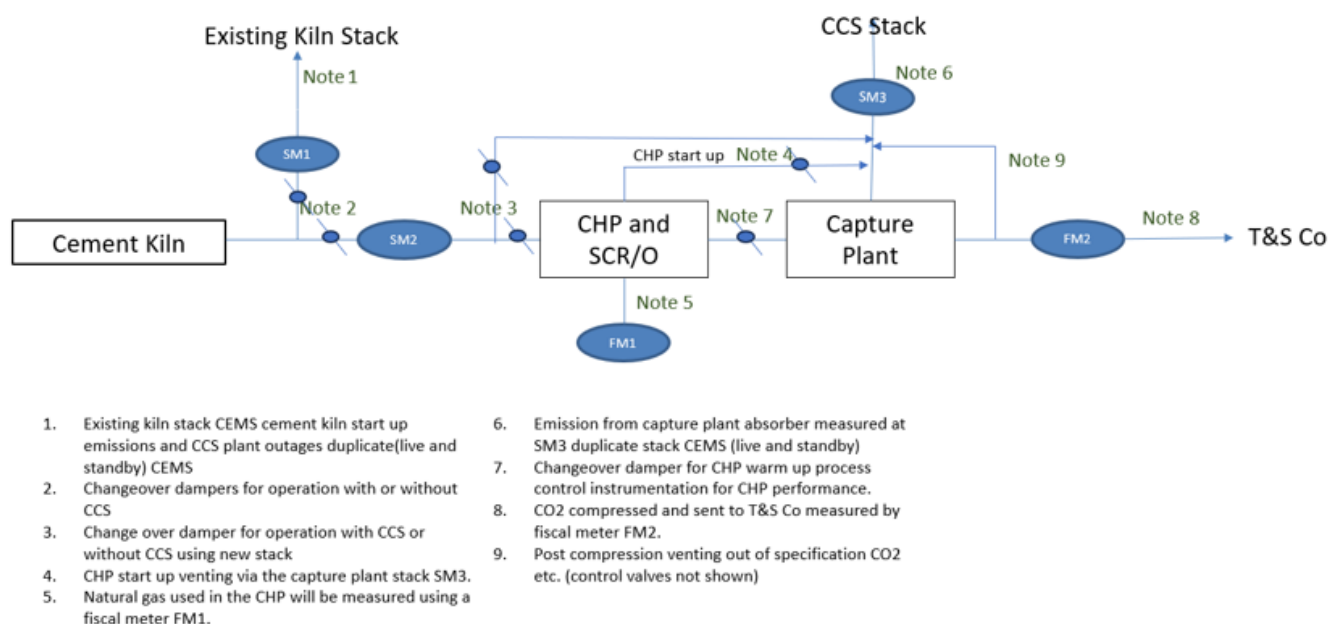 Existing Kiln Stack
CCS Stack
Note 1
Note 6
SM3
SM1
CHP start up
Note 4
Note 9
Note 2
Note 3
Note 7
Note 8
Cement Kiln
SM2
CHP and
SCR/O
Capture
Plant
FM2
T&S Co
Note 5
FM1
1. Existing kiln stack CEMS cement kiln start up
emissions and CCS plant outages duplicate(live and
standby) CEMS
2. Changeover dampers for operation with or without
CCS
3. Change over damper for operation with CCS or
without CCS using new stack
4. CHP start up venting via the capture plant stack SM3.
5. Natural gas used in the CHP will be measured using a
fiscal meter FM1.
6. Emission from capture plant absorber measured at
SM3 duplicate stack CEMS (live and standby)
7. Changeover damper for CHP warm up process
control instrumentation for CHP performance.
8. CO2 compressed and sent to T&S Co measured by
fiscal meter FM2.
9. Post compression venting out of specification CO2
etc. (control valves not shown)